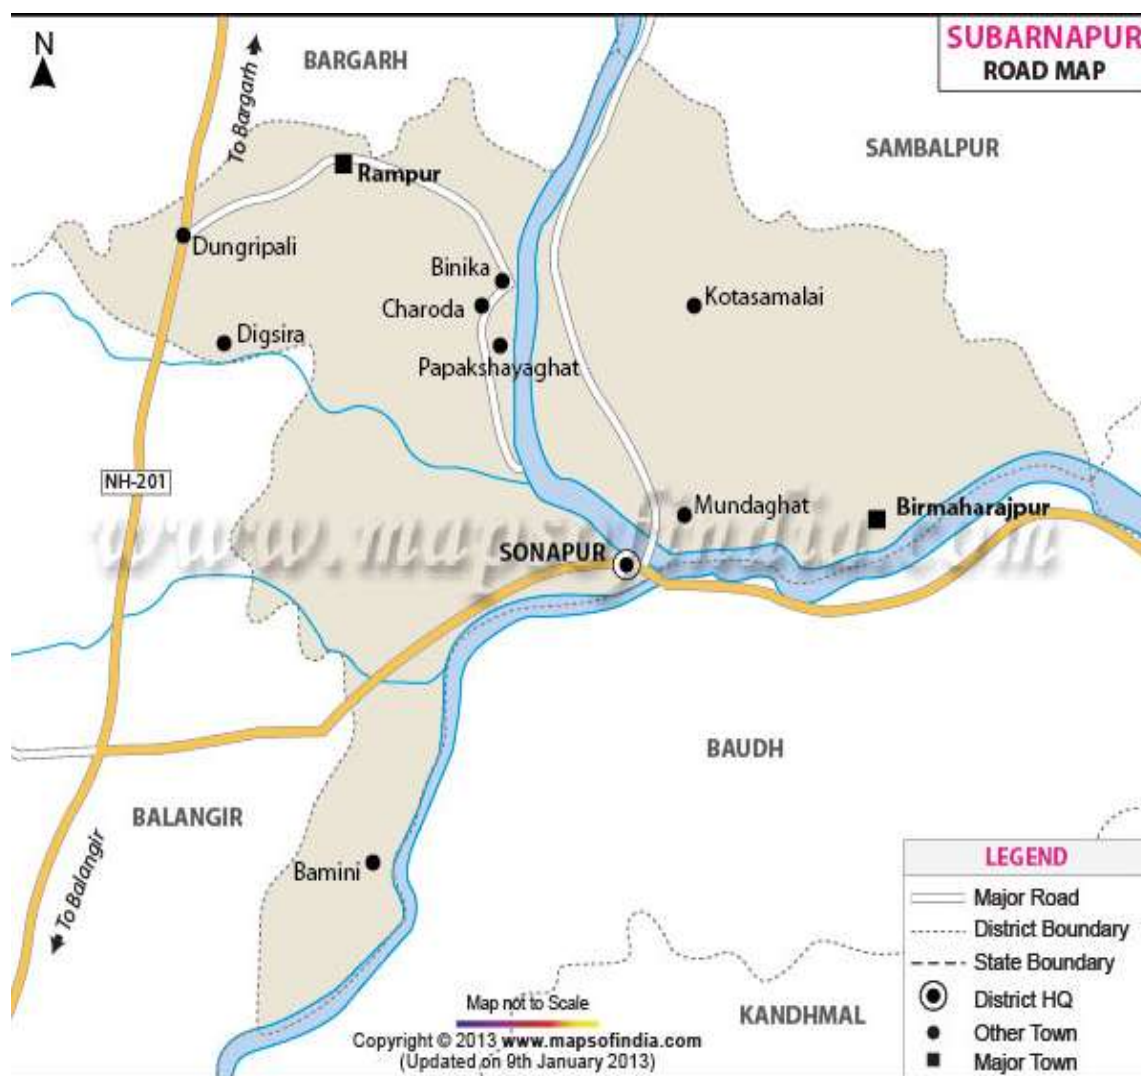 SUBARNAPUR
ROAD MAP
N
To Bargarh
BARGARH
SAMBALPUR
Rampur
Dungripali
Binika
Charoda
Kotasamalai
Digsira
Papakshayaghat
NH-201
Mundaghat
Birmaharajpur
www.mapsofindia.com
SONAPUR
BAUDH
BALANGIR
To Balangir
Bamini
KANDHMAL
LEGEND
Major Road
District Boundary
State Boundary
District HQ
Other Town
Major Town
Map not to Scale
Copyright © 2013 www.mapsofindia.com
(Updated on 9th January 2013)